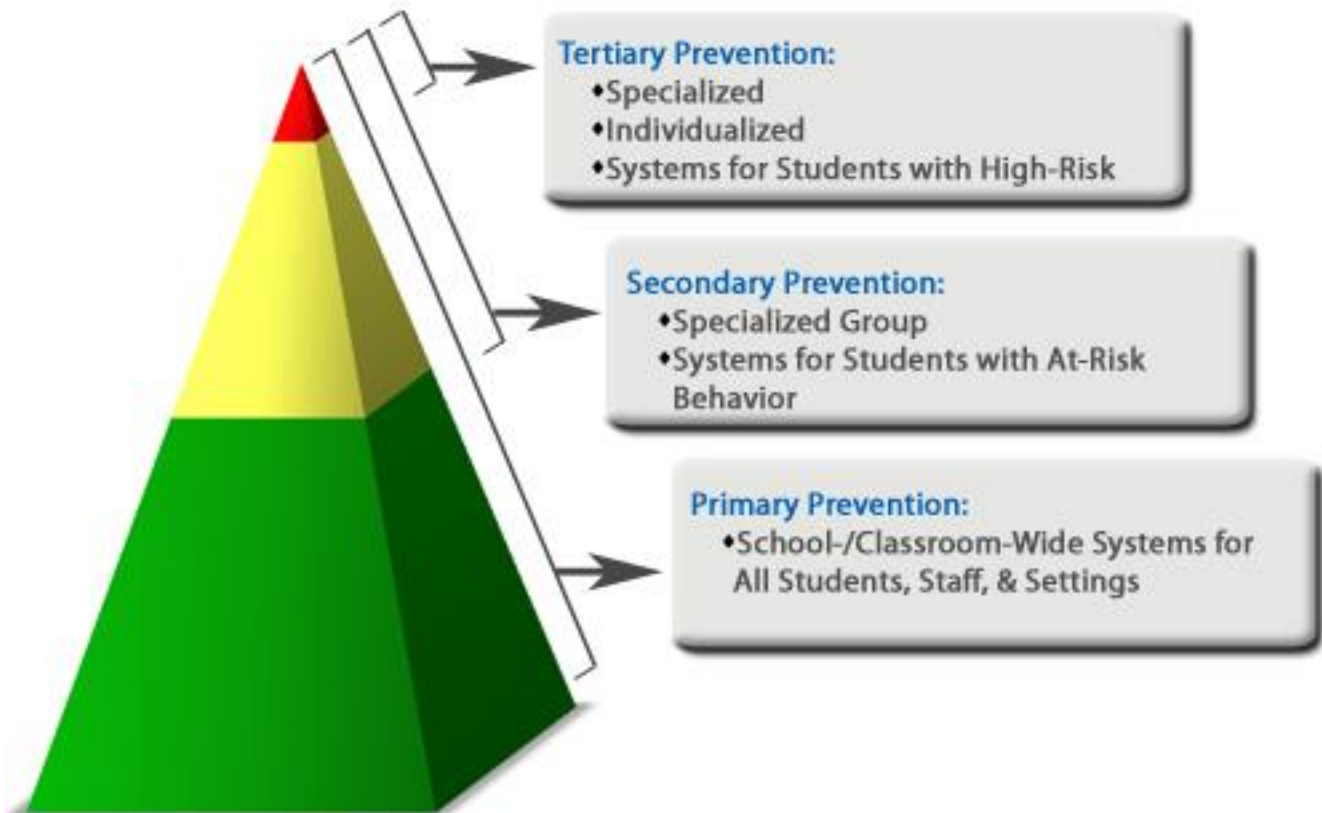 Tertiary Prevention:
♦Specialized
♦Individualized
♦Systems for Students with High-Risk
Secondary Prevention:
♦Specialized Group
♦Systems for Students with At-Risk
Behavior
Primary Prevention:
♦School-/Classroom-Wide Systems for
All Students, Staff, & Settings